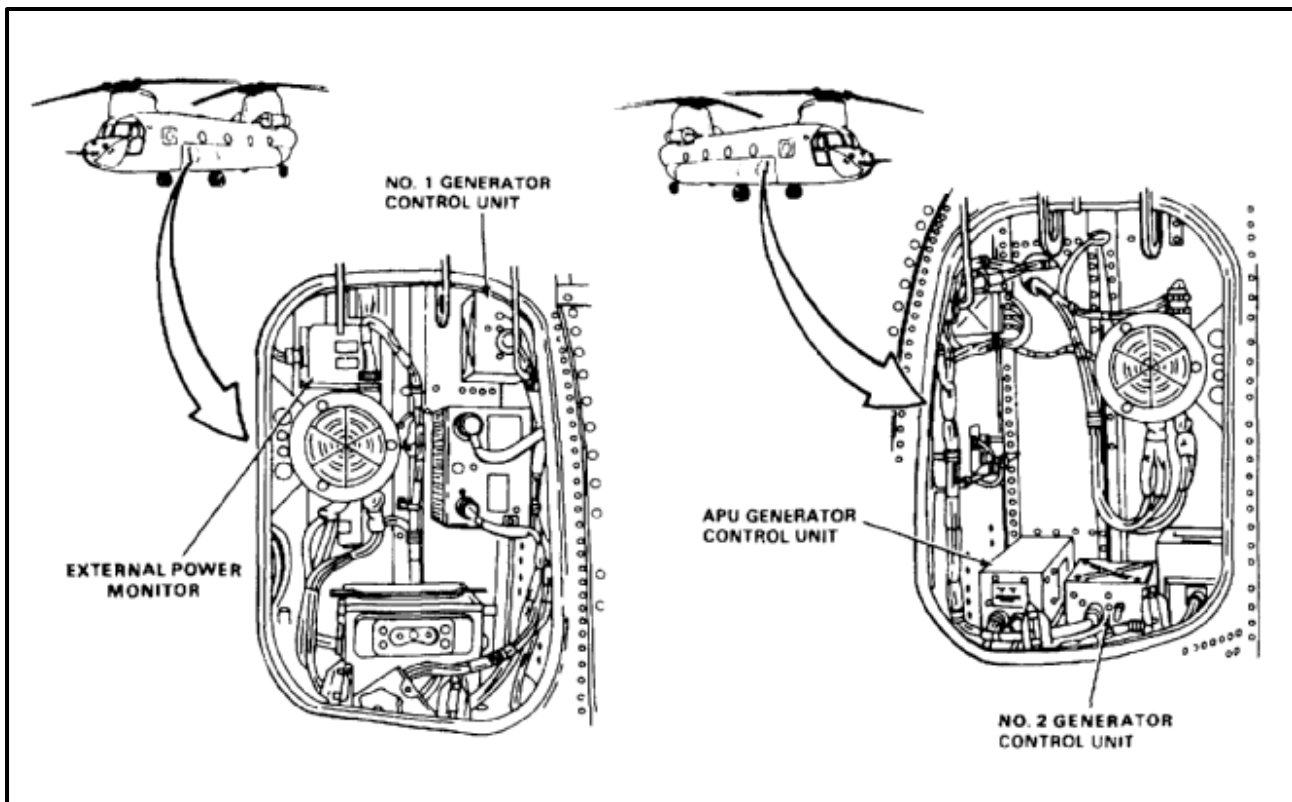 NO. 1 GENERATOR
CONTROL UNIT
EXTERNAL POWER
MONITOR
APU GENERATOR
CONTROL UNIT
NO. 2 GENERATOR
CONTROL UNIT